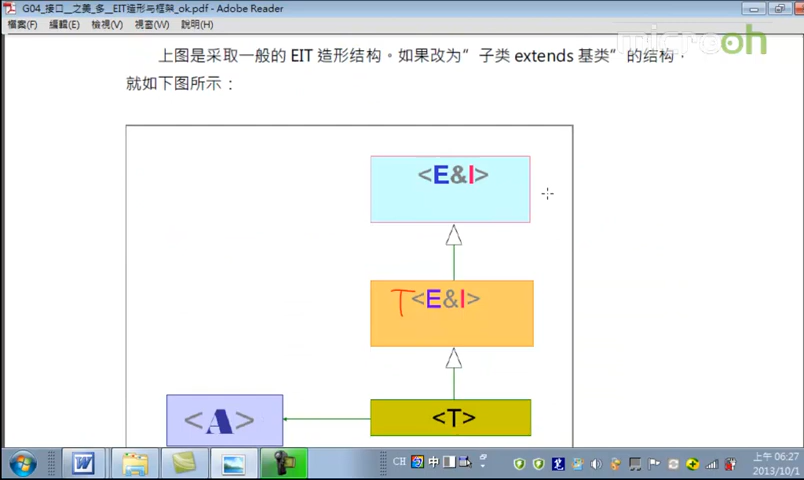 G04_接口__之美_多__EIT造形与框架_ok.pdf - Adobe Reader
檔案(F) 編輯(E) 檢視(V) 視窗(W) 說明(H)
microoh
上图是采取一般的 EIT 造形结构。如果改为”子类 extends 基类”的结构，
就如下图所示：
<E&I>
T<E&I>
<A>
<T>
CH 中
上午 06:27
2013/10/1